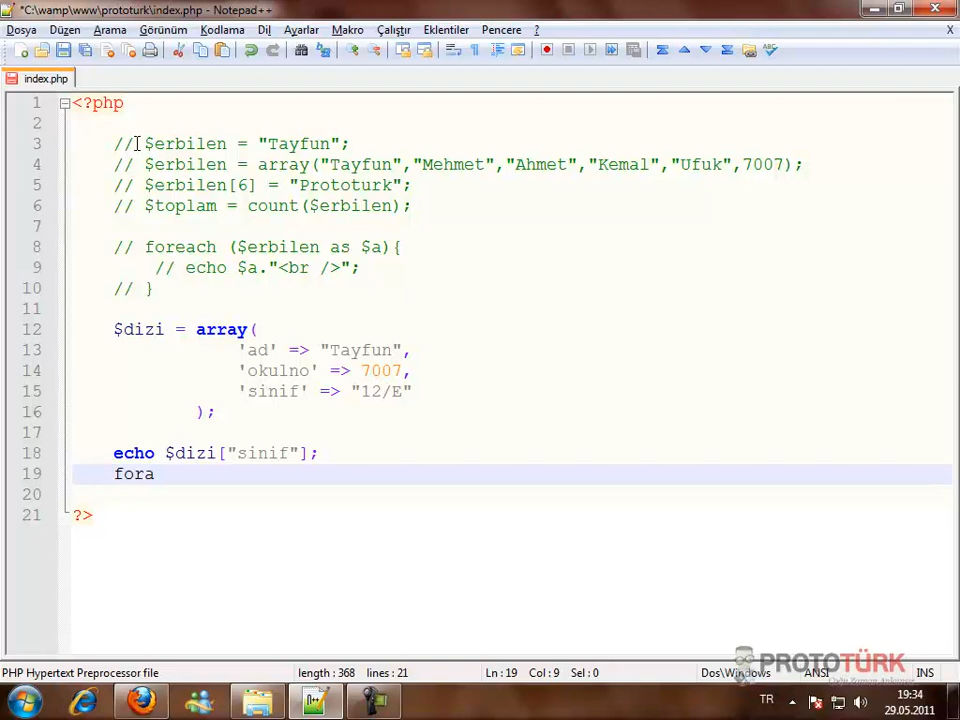 *C:\wamp\www\prototurk\index.php - Notepad++
Dosya Düzen Arama Görünüm Kodlama Dil Ayarlar Makro Çalıştır Eklentiler Pencere ? X
index.php
1 <?php
2
3 // $erbilen = "Tayfun";
4 // $erbilen = array("Tayfun","Mehmet","Ahmet","Kemal","Ufuk",7007);
5 // $erbilen[6] = "Prototurk";
6 // $toplam = count($erbilen);
7
8 // foreach ($erbilen as $a){
9 // echo $a."<br />";
10 // }
11
12 $dizi = array(
13 'ad' => "Tayfun",
14 'okulno' => 7007,
15 'sinif' => "12/E"
16 );
17
18 echo $dizi["sinif"];
19 fora
20
21 ?>
PROTOTÜRK
PHP Hypertext Preprocessor file length : 368 lines : 21 Ln : 19 Col : 9 Sel : 0 Dos\Windows ANSI INS
TR 19:34
29.05.2011